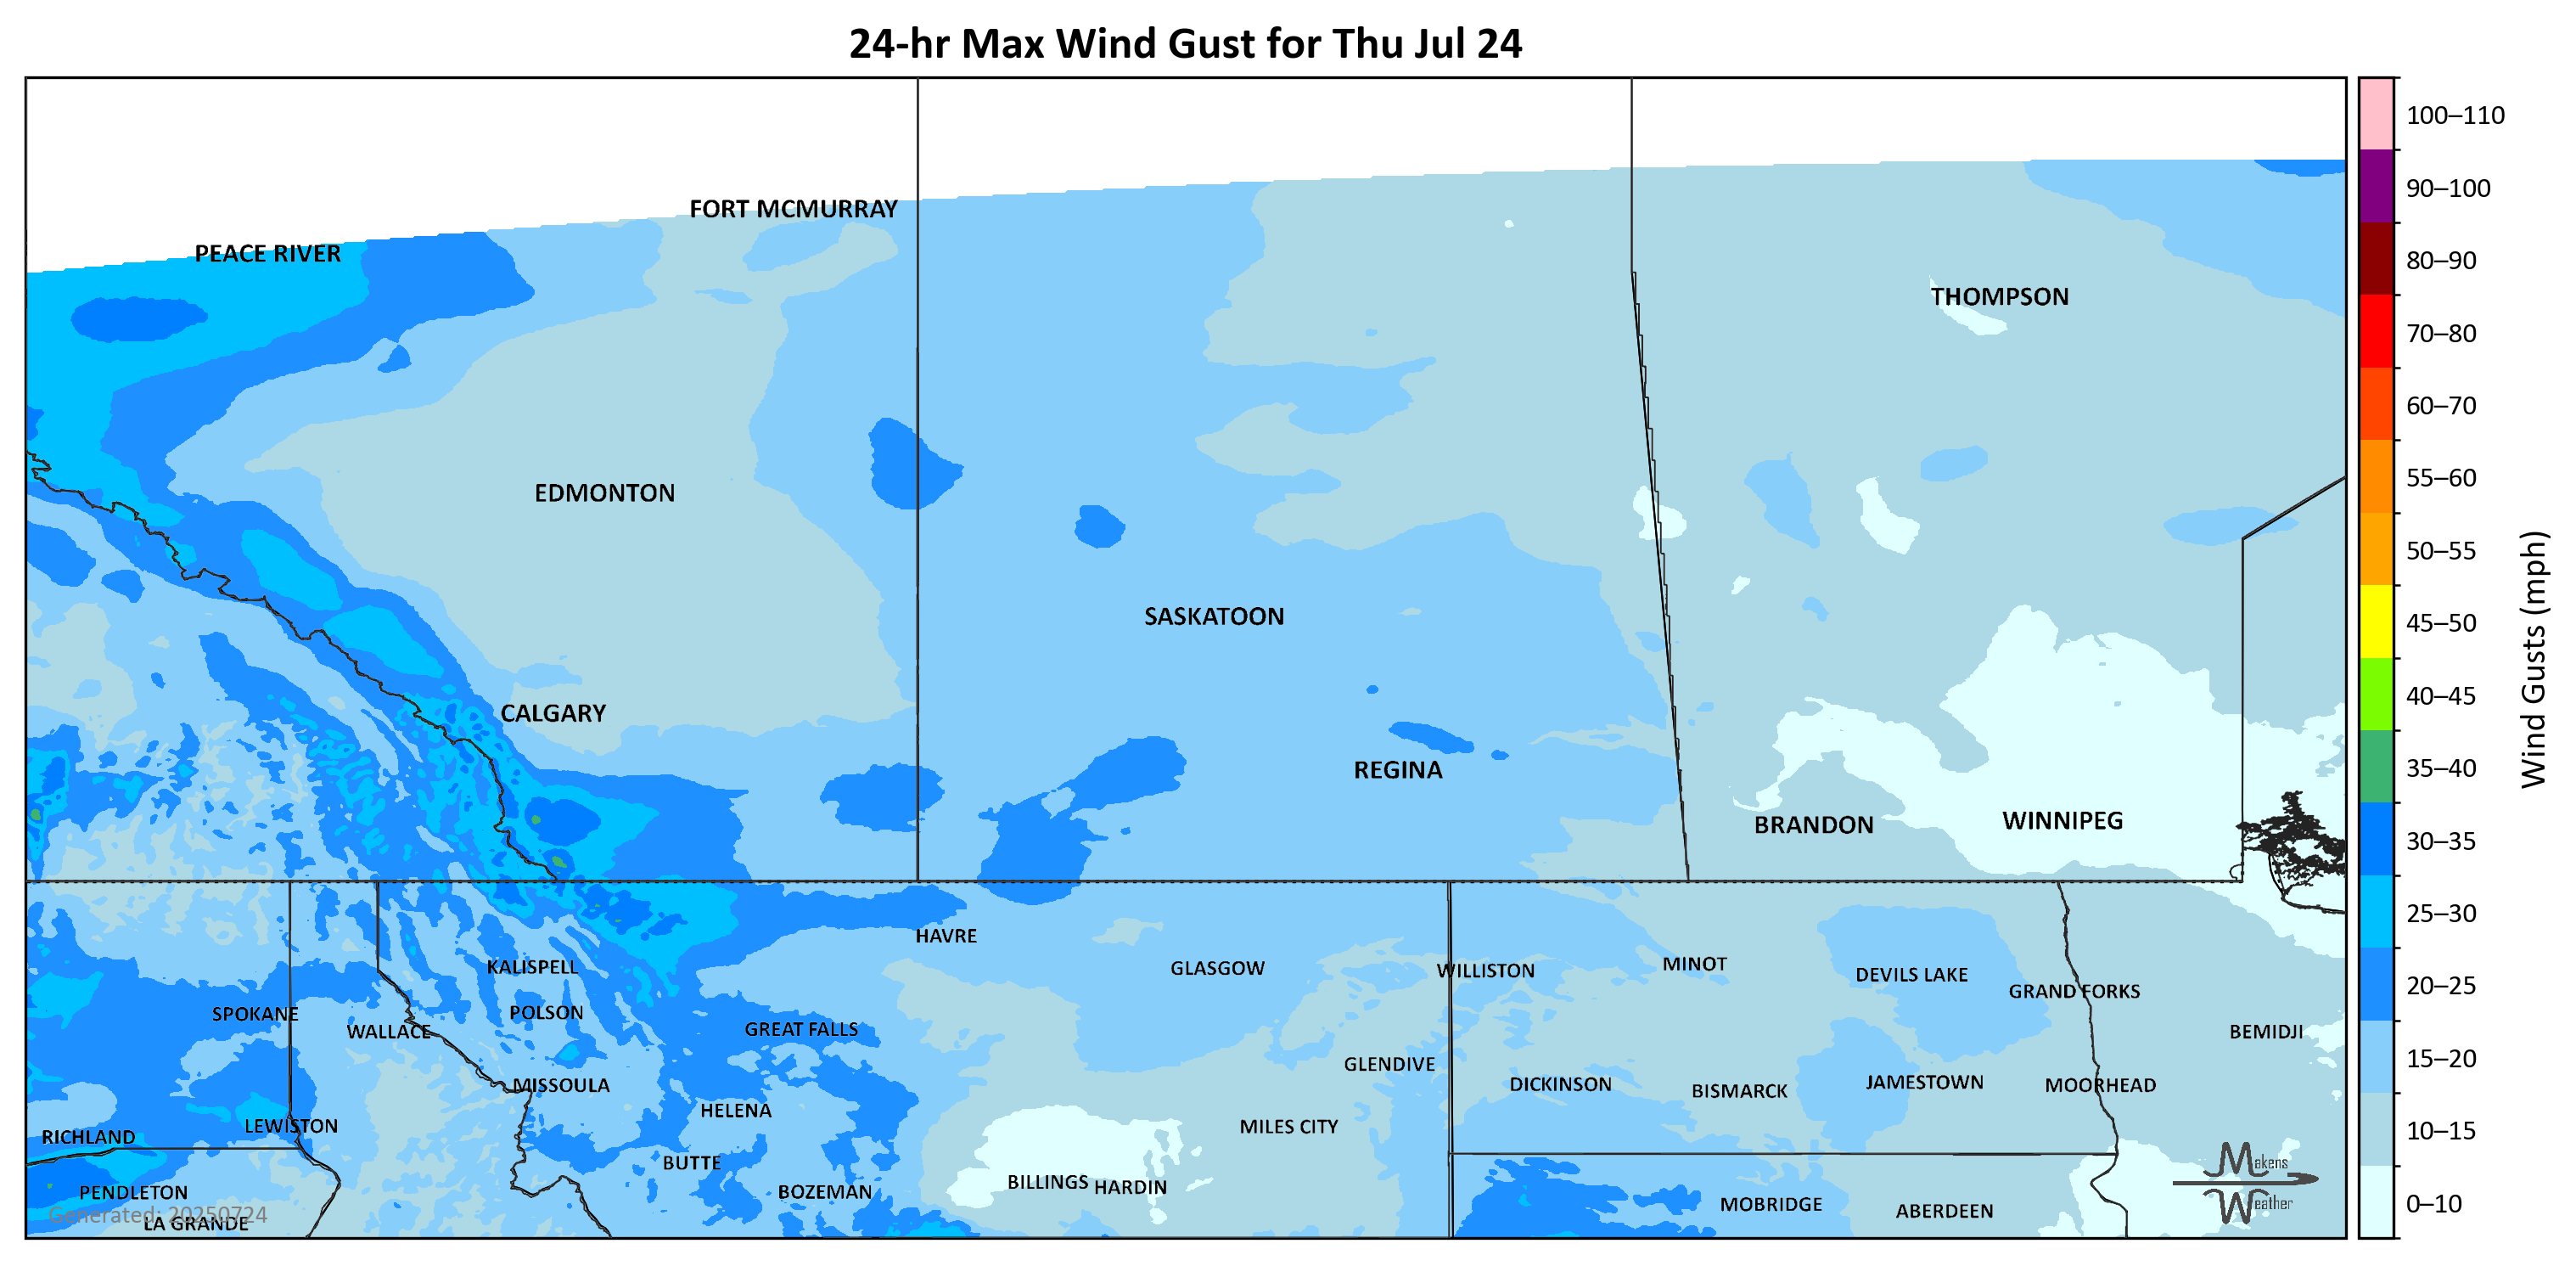 24-hr Max Wind Gust for Thu Jul 24
100–110
FORT MCMURRAY
90–100
PEACE RIVER
80–90
THOMPSON
70–80
60–70
EDMONTON
55–60
50–55
SASKATOON
45–50
Wind Gusts (mph)
40–45
CALGARY
REGINA
35–40
BRANDON
WINNIPEG
30–35
25–30
HAVRE
KALISPELL
GLASGOW
WILLISTON
MINOT
DEVILS LAKE
20–25
GRAND FORKS
SPOKANE
POLSON
WALLACE
GREAT FALLS
BEMIDJI
15–20
GLENDIVE
MISSOULA
DICKINSON
BISMARCK
JAMESTOWN
MOORHEAD
HELENA
LEWISTON
MILES CITY
10–15
RICHLAND
BUTTE
Makens
Weather
BILLINGS
HARDIN
PENDLETON
BOZEMAN
MOBRIDGE
ABERDEEN
0–10
Generated: 20250724
LA GRANDE